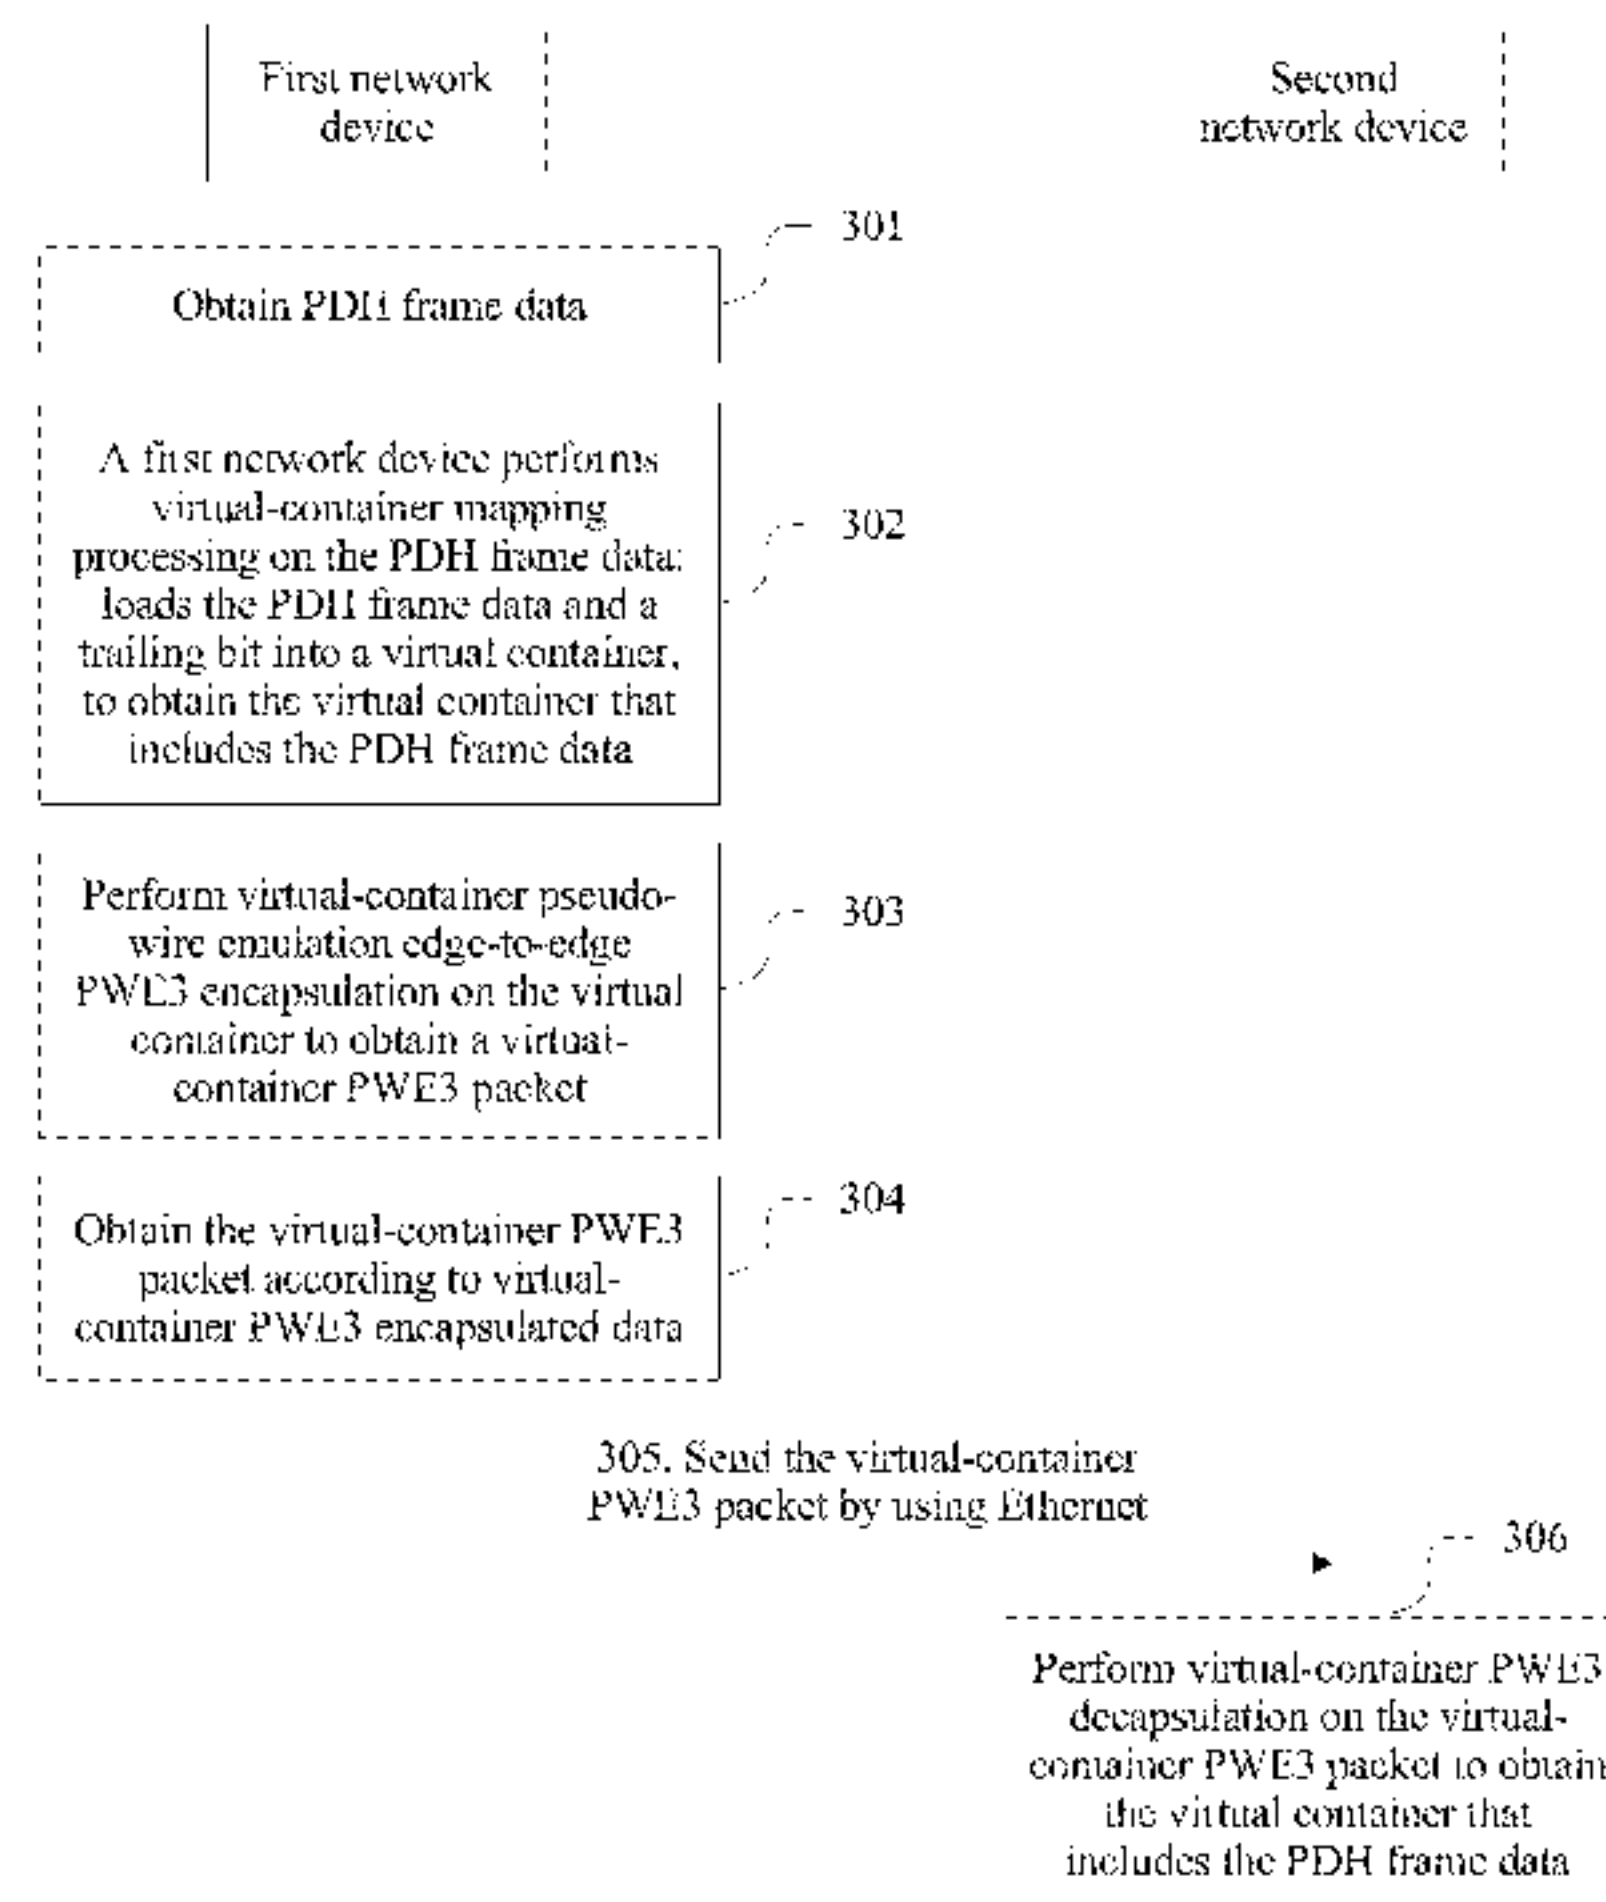 First network
device
Second
network device
301
Obtain PDH frame data
A first network device performs
virtual-container mapping
processing on the PDH frame data:
loads the PDH frame data and a
trailing bit into a virtual container,
to obtain the virtual container that
includes the PDH frame data
302
Perform virtual-container pseudo-
wire emulation edge-to-edge
PWE3 encapsulation on the virtual
container to obtain a virtual-
container PWE3 packet
303
Obtain the virtual-container PWE3
packet according to virtual-
container PWE3 encapsulated data
304
305. Send the virtual-container
PWE3 packet by using Ethernet
306
Perform virtual-container PWE3
decapsulation on the virtual-
container PWE3 packet to obtain
the virtual container that
includes the PDH frame data